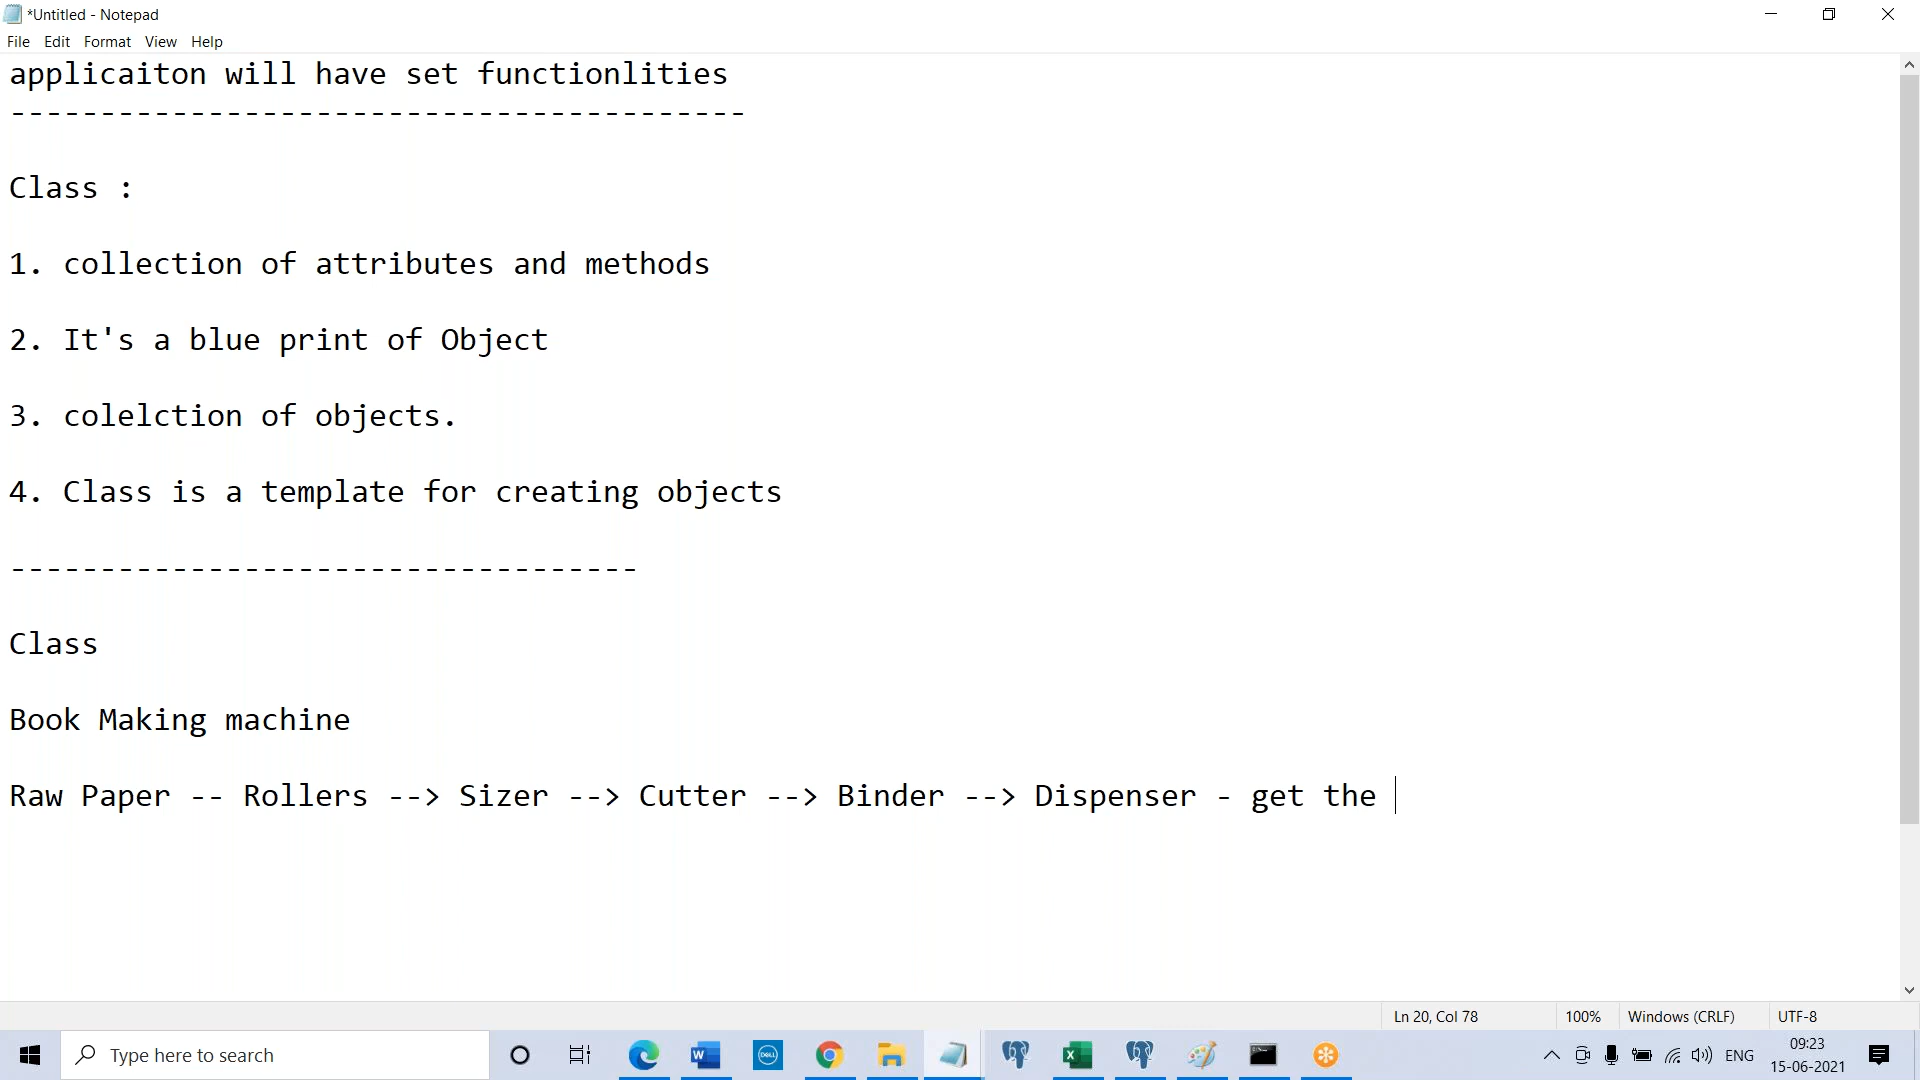 *Untitled - Notepad
File Edit Format View Help
applicaiton will have set functionlities
-----------------------------------------
Class :
1. collection of attributes and methods
2. It's a blue print of Object
3. colelction of objects.
4. Class is a template for creating objects
-----------------------------------
Class
Book Making machine
Raw Paper -- Rollers --> Sizer --> Cutter --> Binder --> Dispenser - get the
Ln 20, Col 78 100% Windows (CRLF) UTF-8
Type here to search
DELL
ENG
09:23
15-06-2021